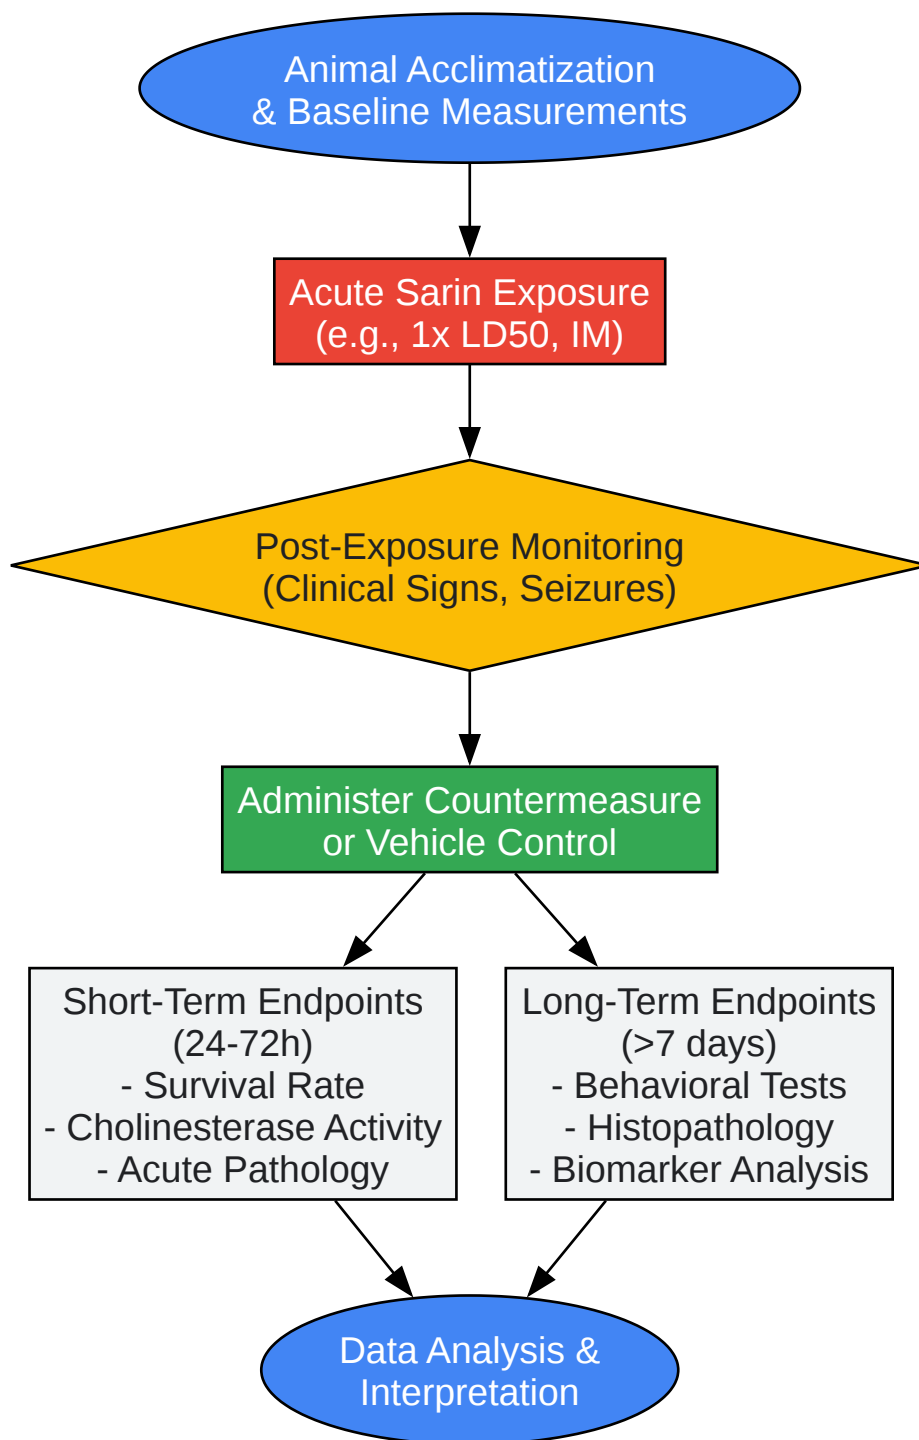 Animal Acclimatization
& Baseline Measurements
Acute Sarin Exposure
(e.g., 1x LD50, IM)
Post-Exposure Monitoring
(Clinical Signs, Seizures)
Administer Countermeasure
or Vehicle Control
Short-Term Endpoints
(24-72h)
- Survival Rate
- Cholinesterase Activity
- Acute Pathology
Long-Term Endpoints
(>7 days)
- Behavioral Tests
- Histopathology
- Biomarker Analysis
Data Analysis &
Interpretation